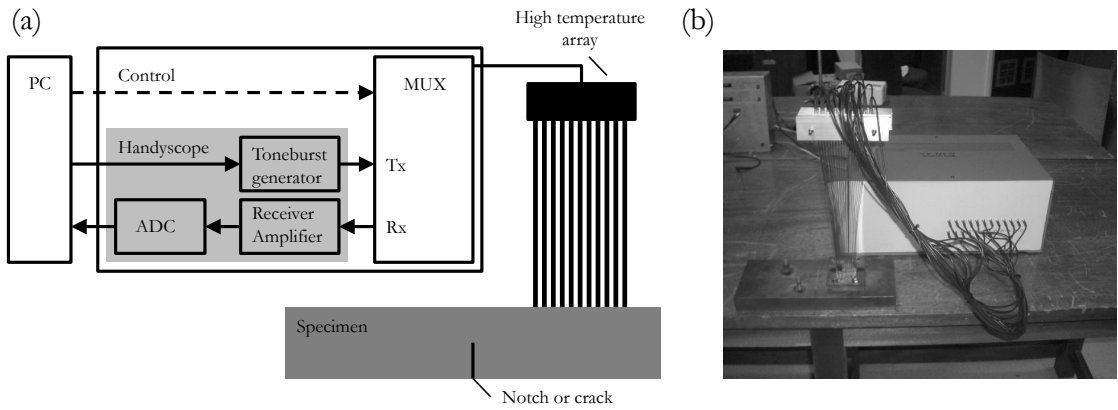 (a)
High temperature
array
(b)
PC
Control
MUX
Handyscope
Toneburst
generator
Tx
ADC
Receiver
Amplifier
Rx
Specimen
Notch or crack